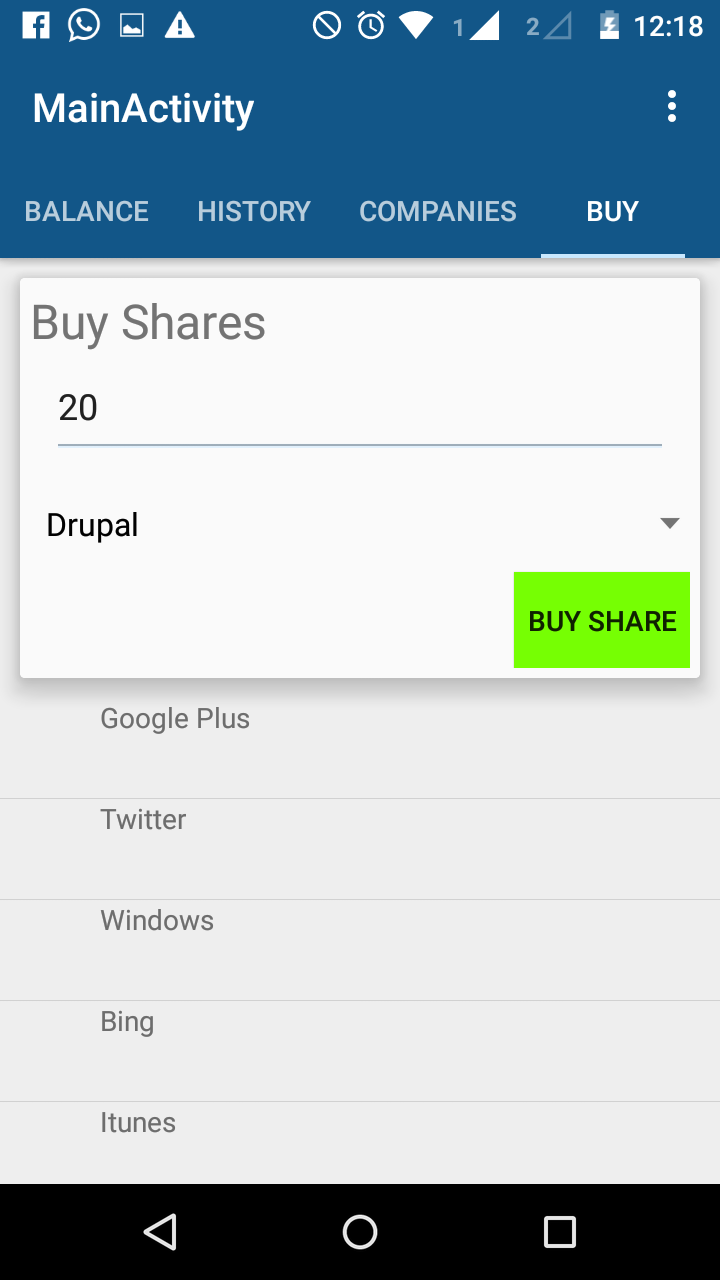 1 2 12:18
MainActivity
BALANCE HISTORY COMPANIES BUY
Buy Shares
20
Drupal
BUY SHARE
Google Plus
Twitter
Windows
Bing
Itunes